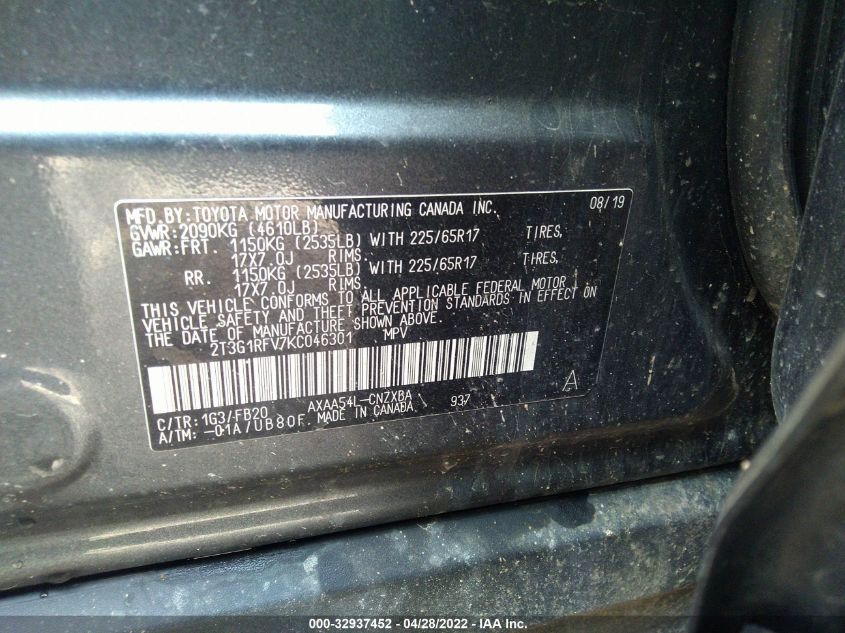 MFD. BY: TOYOTA MOTOR MANUFACTURING CANADA INC. 08/19
GVWR: 2090KG (4610LB)
GAWR: FRT. 1150KG (2535LB) WITH 225/65R17 TIRES.
17X7.0J RIMS.
RR. 1150KG (2535LB) WITH 225/65R17 TIRES.
17X7.0J RIMS.
THIS VEHICLE CONFORMS TO ALL APPLICABLE FEDERAL MOTOR
VEHICLE SAFETY AND THEFT PREVENTION STANDARDS IN EFFECT ON
THE DATE OF MANUFACTURE SHOWN ABOVE.
2T3G1RFV7KC046301 MPV
C/TR: 1G3/FB20 AXAA54L-CNZXBA 937 A
A/TM: -01A/UB80F MADE IN CANADA
000-32937452 - 04/28/2022 - IAA Inc.